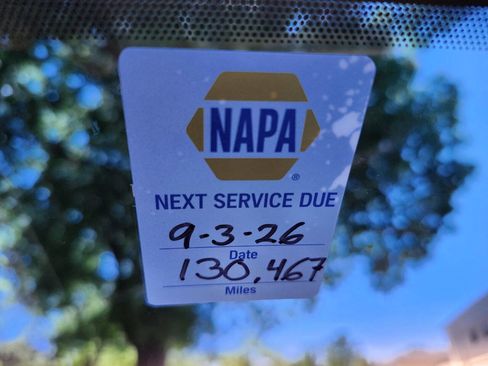 NAPA
®
NEXT SERVICE DUE
9-3-26
Date
130,467
Miles